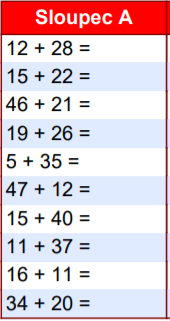 Sloupec A
12 + 28 =
15 + 22 =
46 + 21 =
19 + 26 =
5 + 35 =
47 + 12 =
15 + 40 =
11 + 37 =
16 + 11 =
34 + 20 =